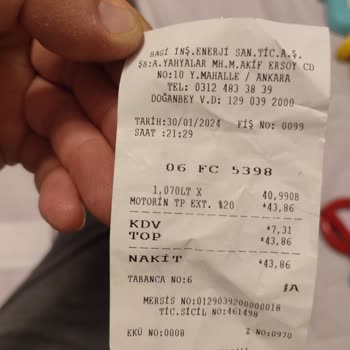 BAGİ İNŞ.ENERJİ SAN.TİC.A.Ş.
ŞB:A.YAHYALAR MH.M.AKİF ERSOY CD
NO:10 Y.MAHALLE / ANKARA
TEL: 0312 483 38 39
DOĞANBEY V.D: 129 039 2000
TARİH:30/01/2024 FİŞ NO: 0099
SAAT :21:29
06 FC 5398
1,070LT X 40,990B
MOTORİN TP EXT. %20 *43,86
KDV *7,31
TOP *43,86
NAKİT *43,86
TABANCA NO:6
MERSİS NO:0129039200000018
TİC.SİCİL NO:461498
EKÜ NO:0008 Z NO:0970